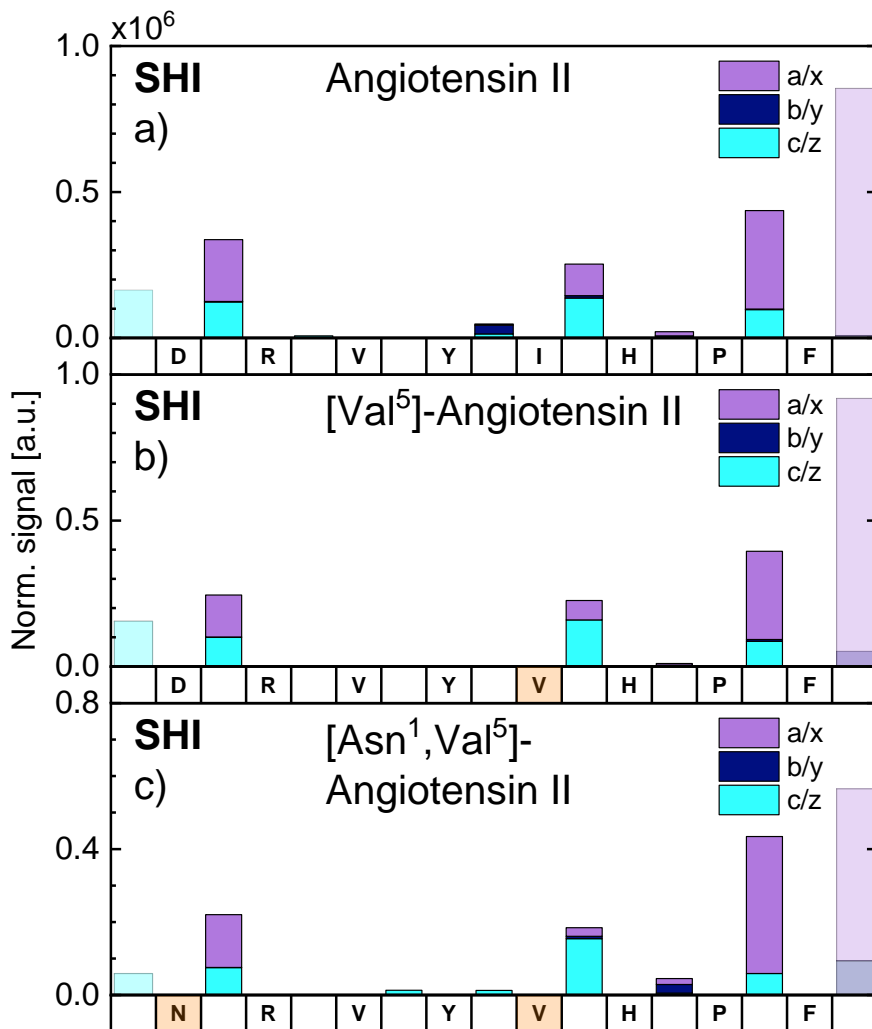 x10⁶
Norm. signal [a.u.]
1.0
0.5
0.0
SHI Angiotensin II
a)
a/x
b/y
c/z
D R V Y I H P F
1.0
0.5
0.0
SHI [Val⁵]-Angiotensin II
b)
a/x
b/y
c/z
D R V Y V H P F
0.8
0.4
0.0
SHI [Asn¹,Val⁵]-
c) Angiotensin II
a/x
b/y
c/z
N R V Y V H P F